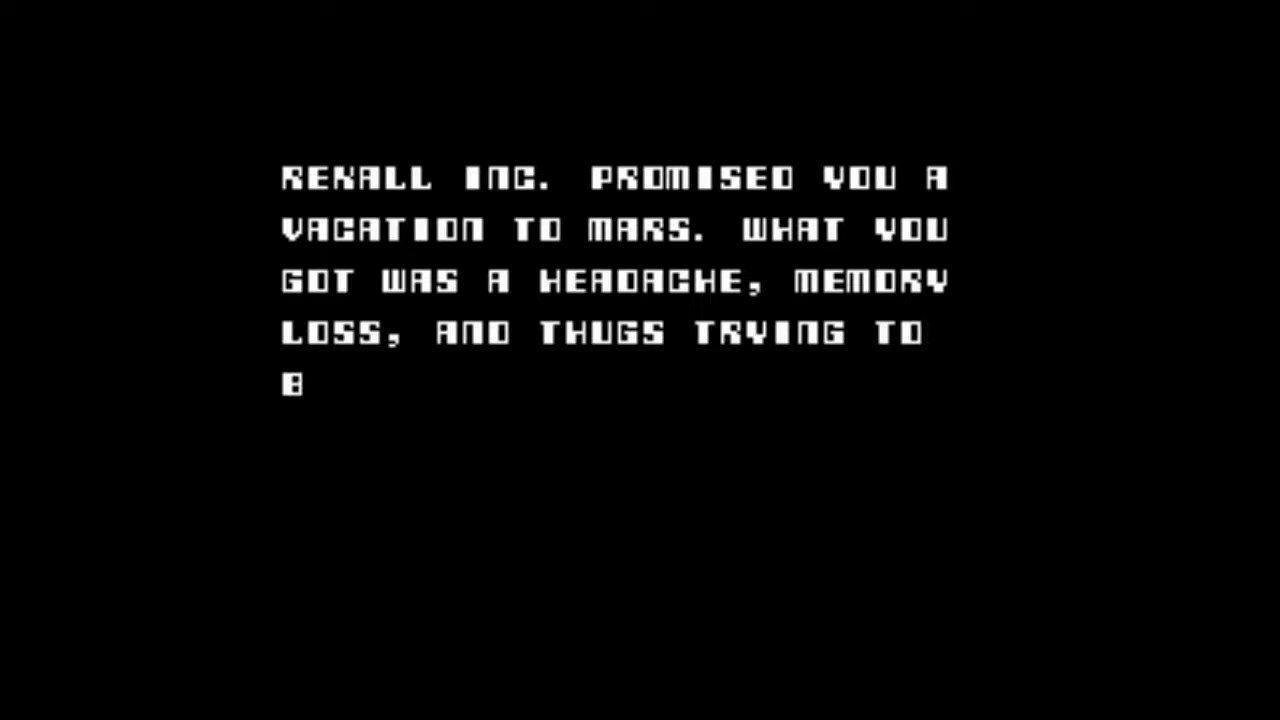 REKALL INC. PROMISED YOU A
VACATION TO MARS. WHAT YOU
GOT WAS A HEADACHE, MEMORY
LOSS, AND THUGS TRYING TO
B